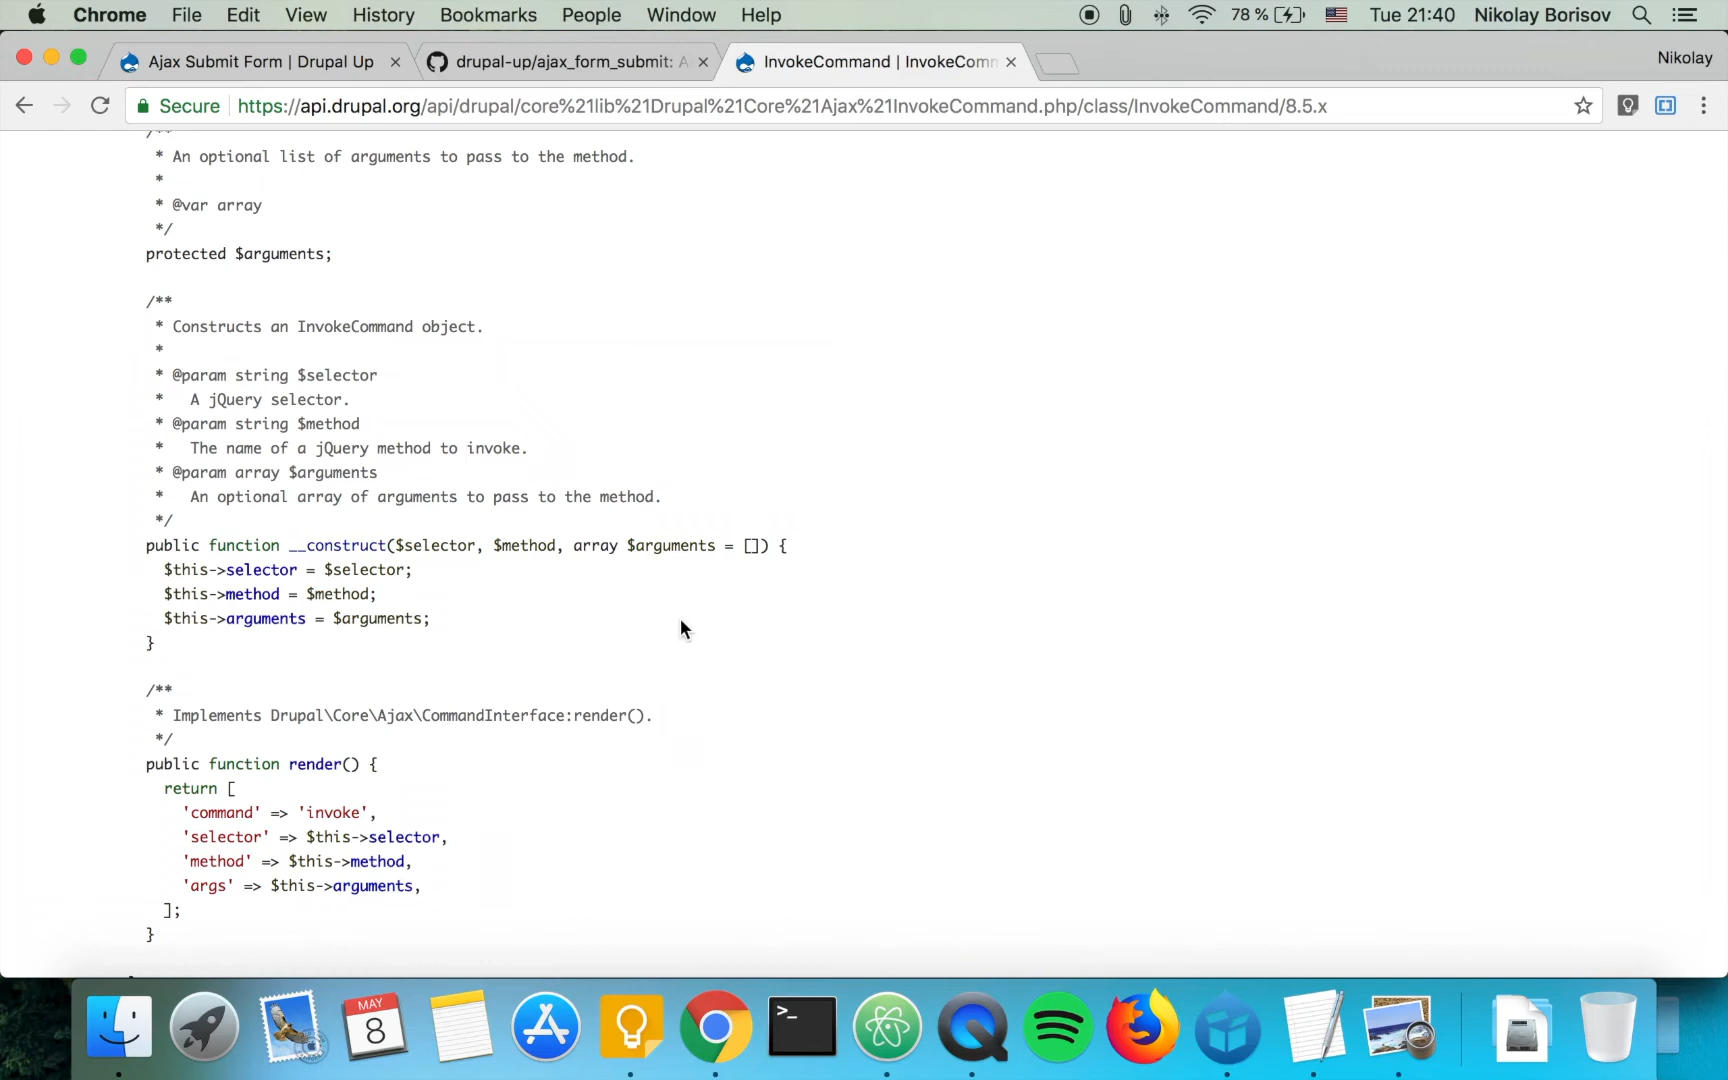 Chrome File Edit View History Bookmarks People Window Help 78 % Tue 21:40 Nikolay Borisov
Ajax Submit Form | Drupal Up drupal-up/ajax_form_submit: A InvokeCommand | InvokeComm Nikolay
Secure https://api.drupal.org/api/drupal/core%21lib%21Drupal%21Core%21Ajax%21InvokeCommand.php/class/InvokeCommand/8.5.x
/**
* An optional list of arguments to pass to the method.
*
* @var array
*/
protected $arguments;
/**
* Constructs an InvokeCommand object.
*
* @param string $selector
* A jQuery selector.
* @param string $method
* The name of a jQuery method to invoke.
* @param array $arguments
* An optional array of arguments to pass to the method.
*/
public function __construct($selector, $method, array $arguments = []) {
$this->selector = $selector;
$this->method = $method;
$this->arguments = $arguments;
}
/**
* Implements Drupal\Core\Ajax\CommandInterface:render().
*/
public function render() {
return [
'command' => 'invoke',
'selector' => $this->selector,
'method' => $this->method,
'args' => $this->arguments,
];
}
MAY
8
>_